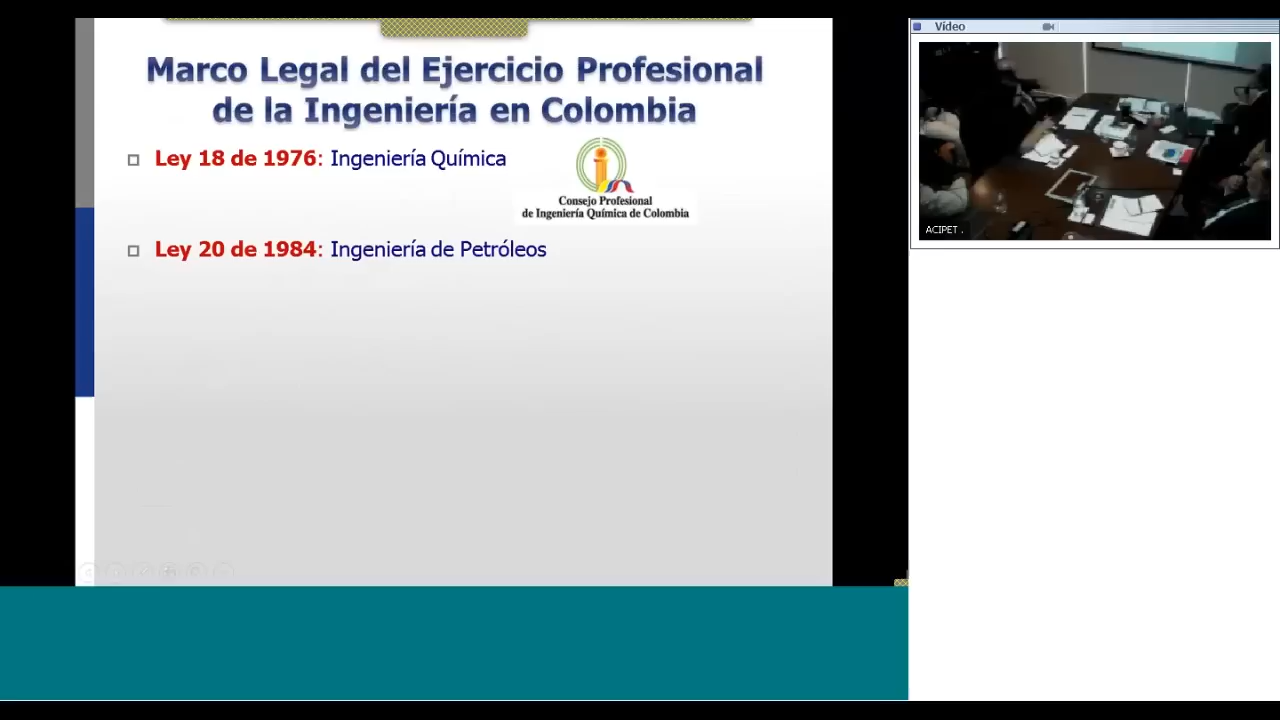 Marco Legal del Ejercicio Profesional
de la Ingeniería en Colombia
Ley 18 de 1976: Ingeniería Química
Consejo Profesional
de Ingeniería Química de Colombia
Ley 20 de 1984: Ingeniería de Petróleos
Vídeo
ACIPET .